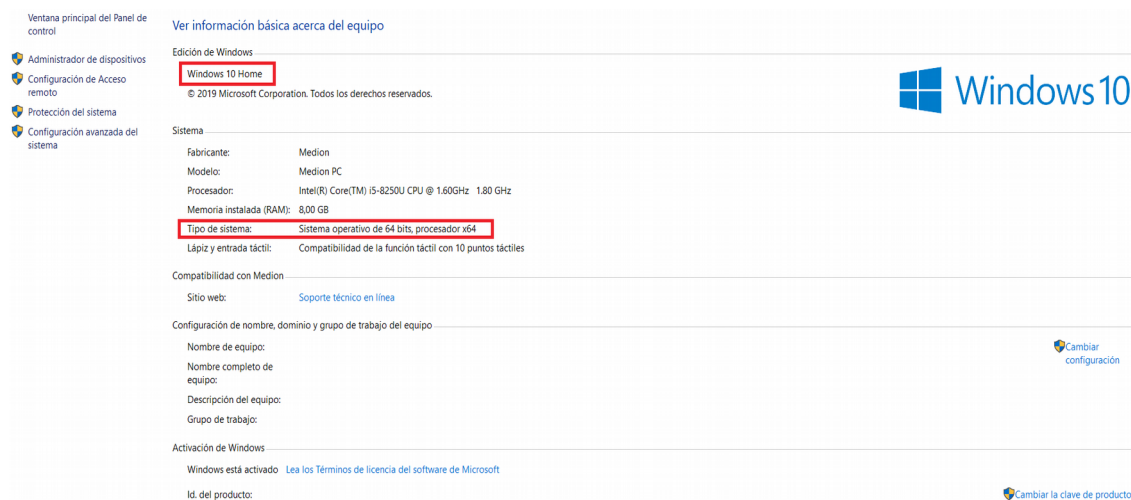 Ventana principal del Panel de
control
Administrador de dispositivos
Configuración de Acceso
remoto
Protección del sistema
Configuración avanzada del
sistema
Ver información básica acerca del equipo
Edición de Windows
Windows 10 Home
© 2019 Microsoft Corporation. Todos los derechos reservados.
Windows 10
Sistema
Fabricante: Medion
Modelo: Medion PC
Procesador: Intel(R) Core(TM) i5-8250U CPU @ 1.60GHz 1.80 GHz
Memoria instalada (RAM): 8,00 GB
Tipo de sistema: Sistema operativo de 64 bits, procesador x64
Lápiz y entrada táctil: Compatibilidad de la función táctil con 10 puntos táctiles
Compatibilidad con Medion
Sitio web: Soporte técnico en línea
Configuración de nombre, dominio y grupo de trabajo del equipo
Nombre de equipo:
Cambiar
configuración
Nombre completo de
equipo:
Descripción del equipo:
Grupo de trabajo:
Activación de Windows
Windows está activado Lea los Términos de licencia del software de Microsoft
Id. del producto:
Cambiar la clave de producto